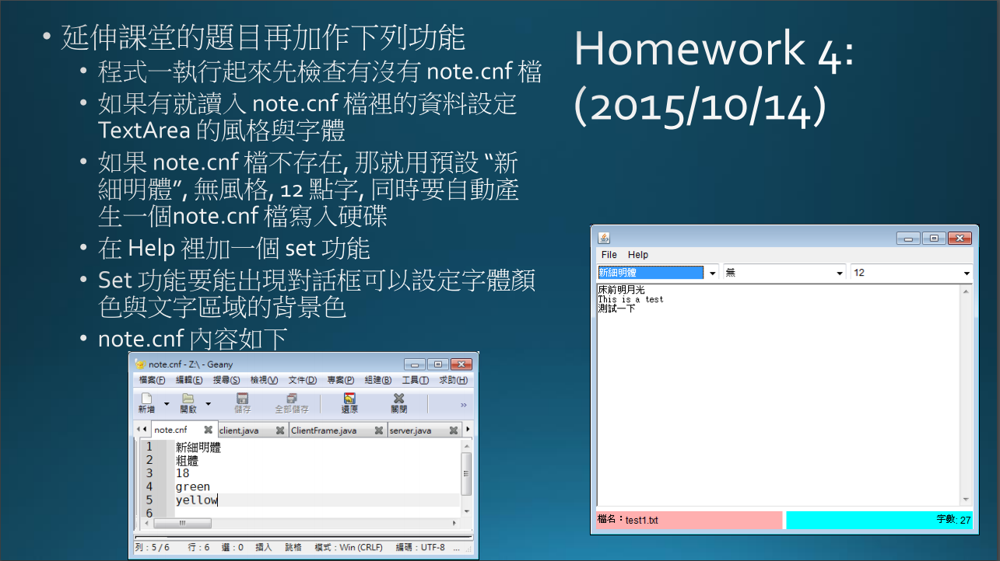 Homework 4:
(2015/10/14)
• 延伸課堂的題目再加作下列功能
• 程式一執行起來先檢查有沒有 note.cnf 檔
• 如果有就讀入 note.cnf 檔裡的資料設定
TextArea 的風格與字體
• 如果 note.cnf 檔不存在, 那就用預設 “新
細明體”, 無風格, 12 點字, 同時要自動產
生一個note.cnf 檔寫入硬碟
• 在 Help 裡加一個 set 功能
• Set 功能要能出現對話框可以設定字體顏
色與文字區域的背景色
• note.cnf 內容如下
note.cnf - Z:\ - Geany
檔案(F) 編輯(E) 搜尋(S) 檢視(V) 文件(D) 專案(P) 組建(B) 工具(T) 求助(H)
新增 開啟 儲存 全部儲存 還原 關閉 »
note.cnf client.java ClientFrame.java server.java
1 新細明體
2 粗體
3 18
4 green
5 yellow
6
列：5 / 6 行：6 選：0 插入 跳格 模式：Win (CRLF) 編碼：UTF-8 ...
File Help
新細明體 無 12
床前明月光
This is a test
測試一下
檔名：test1.txt 字數: 27